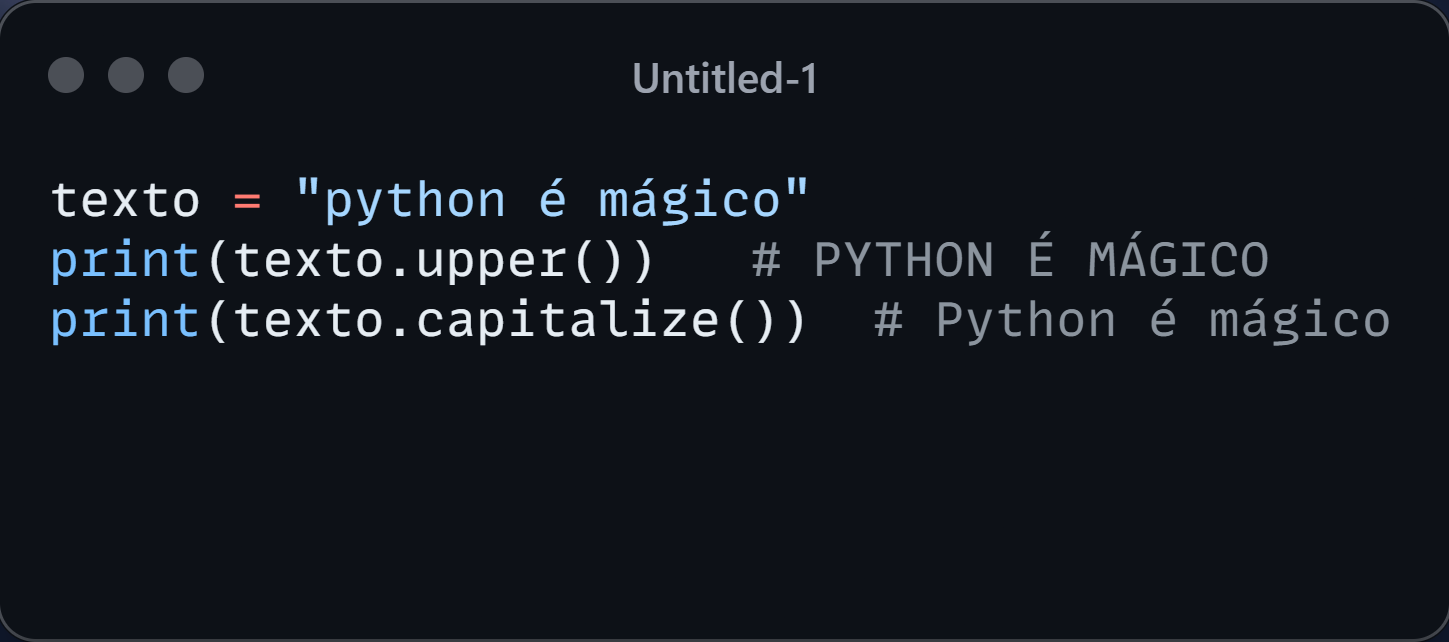 Untitled-1
texto = "python é mágico"
print(texto.upper())   # PYTHON É MÁGICO
print(texto.capitalize())  # Python é mágico